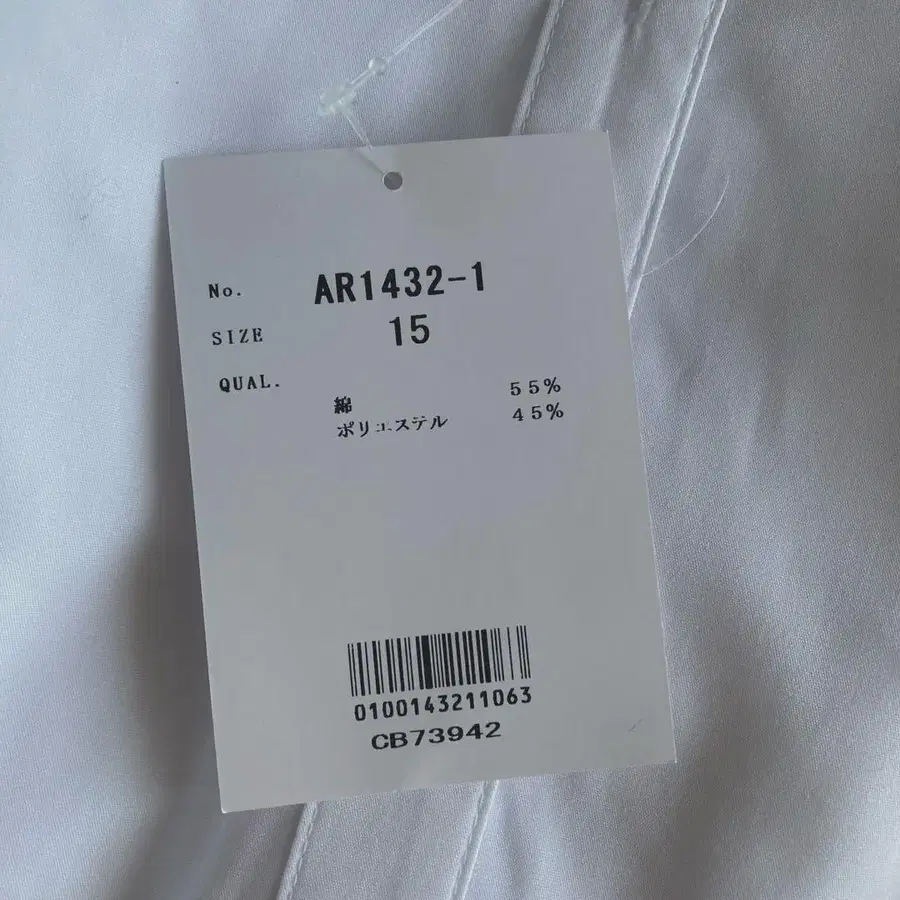 No. AR1432-1
SIZE 15
QUAL.
綿 55%
ポリエステル 45%
0100143211063
CB73942